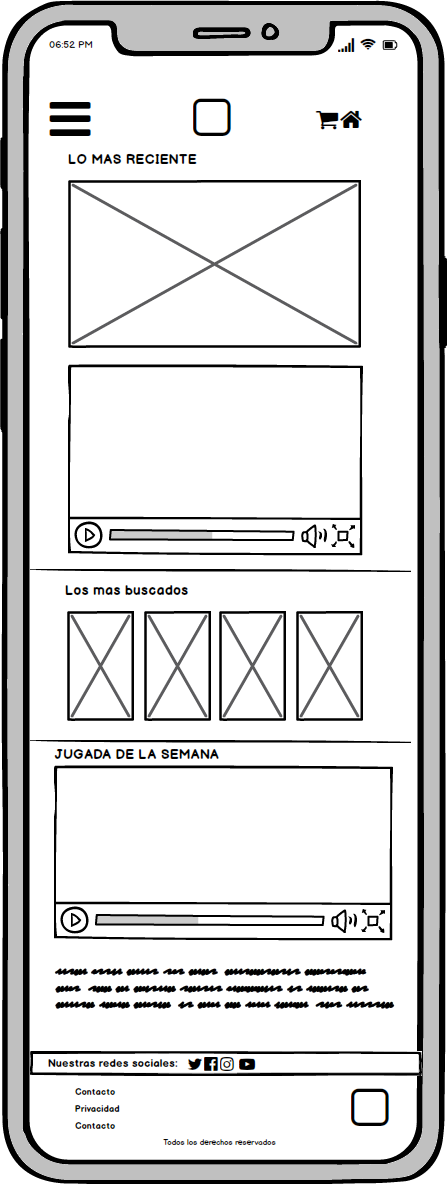 06:52 PM
LO MAS RECIENTE
Los mas buscados
JUGADA DE LA SEMANA
Nuestras redes sociales:
Contacto
Privacidad
Contacto
Todos los derechos reservados